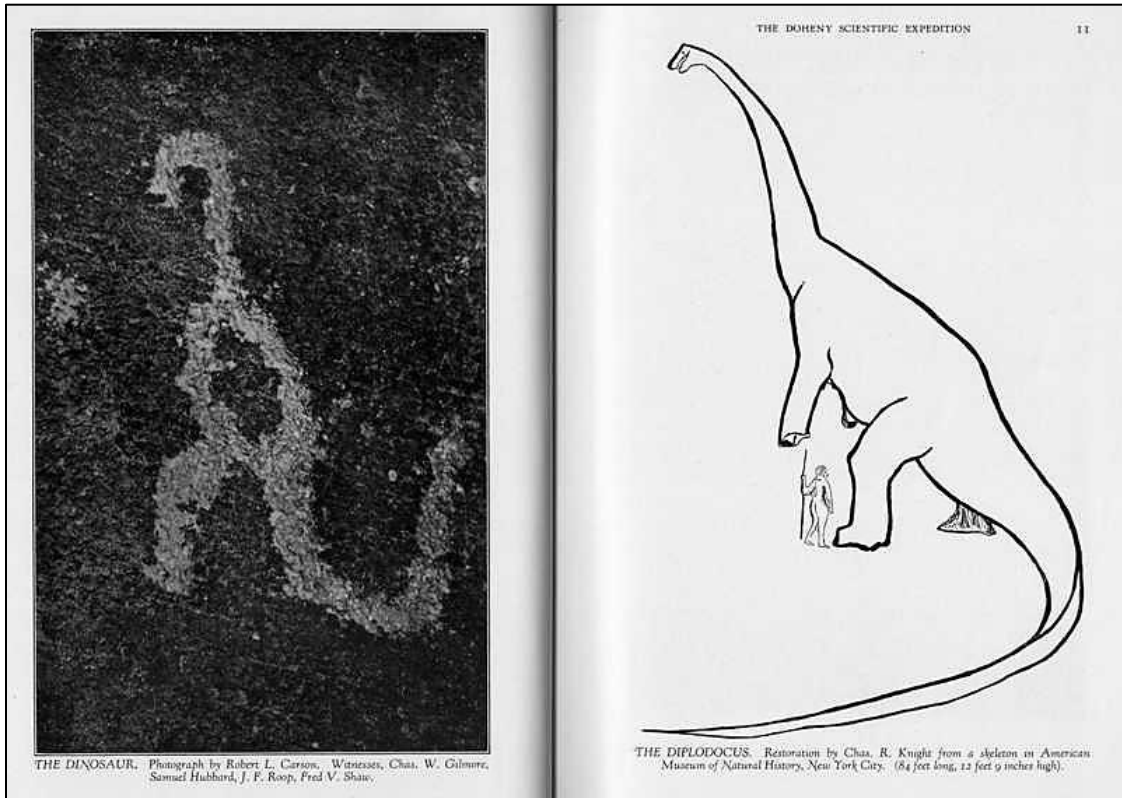 THE DINOSAUR. Photograph by Robert L. Carson. Witnesses, Chas. W. Gilmore,
Samuel Hubbard, J. F. Roop, Fred V. Shaw.
THE DOHENY SCIENTIFIC EXPEDITION 11
THE DIPLODOCUS. Restoration by Chas. R. Knight from a skeleton in American
Museum of Natural History, New York City. (84 feet long, 12 feet 9 inches high).